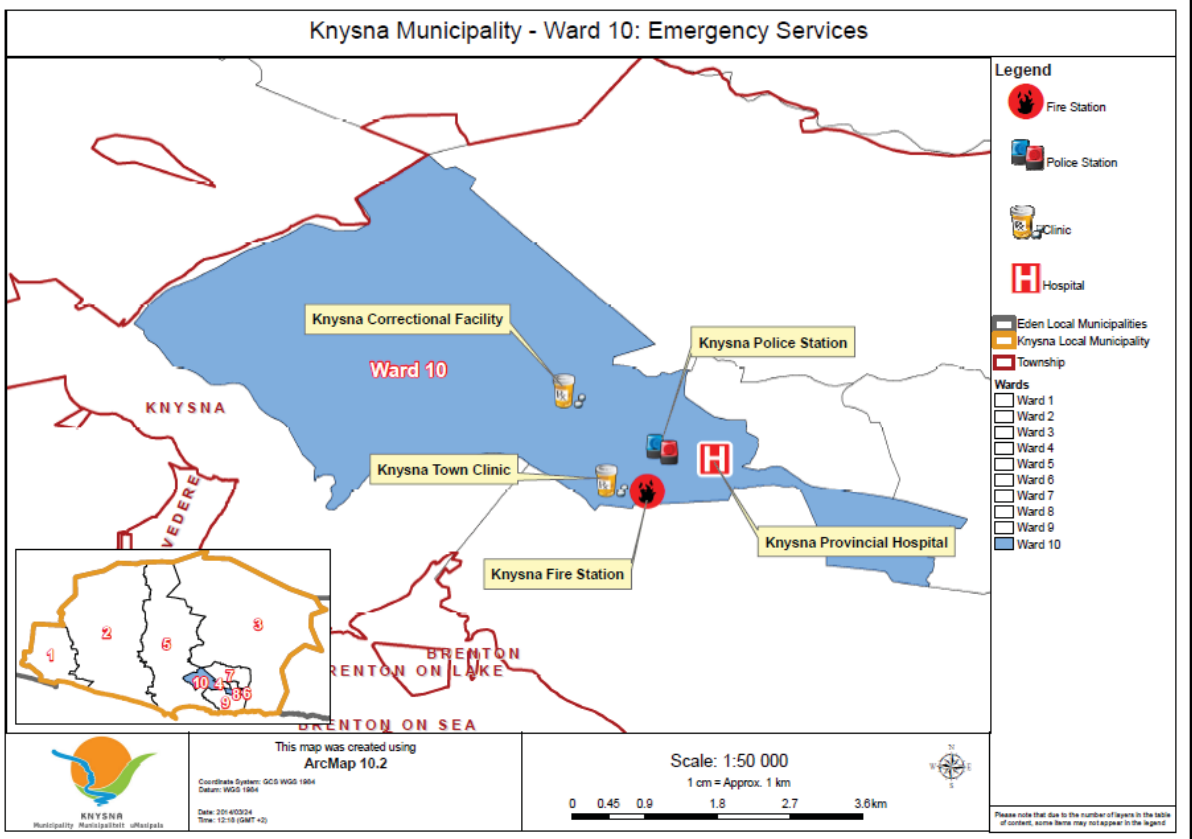 Knysna Municipality - Ward 10: Emergency Services
Legend
Fire Station
Police Station
Clinic
Hospital
Eden Local Municipalities
Knysna Local Municipality
Township
Wards
Ward 1
Ward 2
Ward 3
Ward 4
Ward 5
Ward 6
Ward 7
Ward 8
Ward 9
Ward 10
Knysna Correctional Facility
Knysna Police Station
Ward 10
KNYSNA
Knysna Town Clinic
H
Knysna Provincial Hospital
Knysna Fire Station
VEDERE
BRENTON
RENTON ON LAKE
BRENTON ON SEA
1
2
5
3
10
4
7
8
6
9
KNYSNA
Municipality Munisipaliteit uMasipala
This map was created using
ArcMap 10.2
Coordinate System: GCS WGS 1984
Datum: WGS 1984
Date: 2014/03/24
Time: 12:18 (GMT +2)
Scale: 1:50 000
1 cm = Approx. 1 km
0 0.45 0.9 1.8 2.7 3.6 km
N
W E
S
Please note that due to the number of layers in the table
of content, some items may not appear in the legend